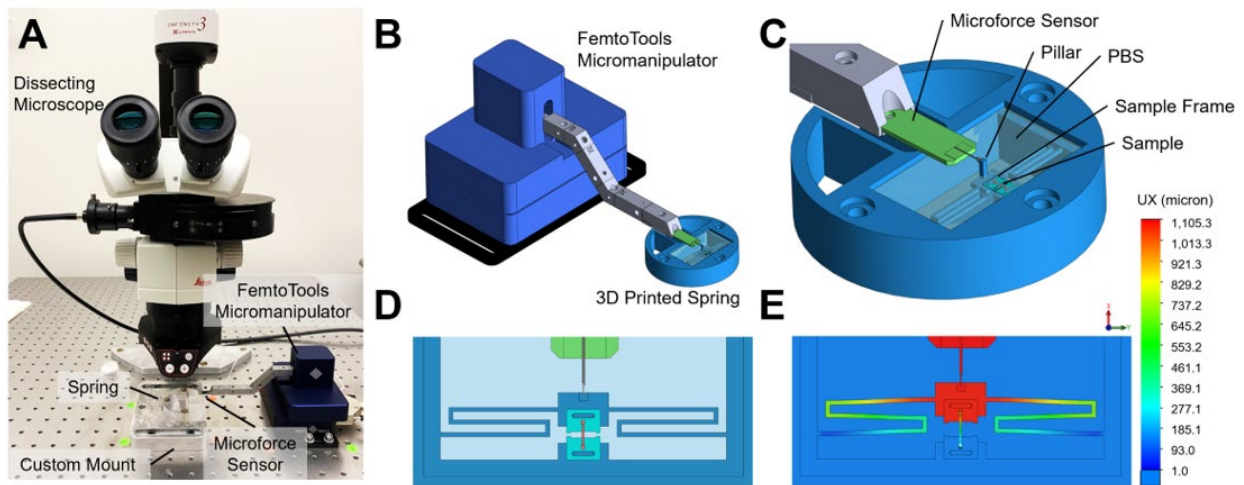 A
INFINITY 3
Dissecting
Microscope
FemtoTools
Micromanipulator
Spring
Custom Mount
Microforce
Sensor
B
FemtoTools
Micromanipulator
3D Printed Spring
C
Microforce Sensor
Pillar
PBS
Sample Frame
Sample
D
E
X
Y
UX (micron)
1,105.3
1,013.3
921.3
829.2
737.2
645.2
553.2
461.1
369.1
277.1
185.1
93.0
1.0